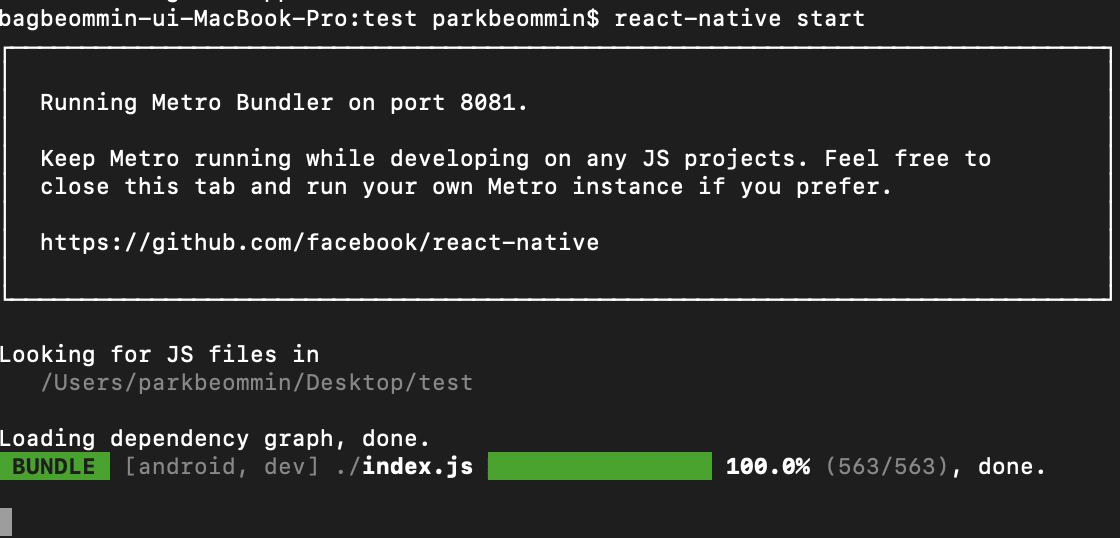 bagbeommin-ui-MacBook-Pro:test parkbeommin$ react-native start
Running Metro Bundler on port 8081.
Keep Metro running while developing on any JS projects. Feel free to
close this tab and run your own Metro instance if you prefer.
https://github.com/facebook/react-native
Looking for JS files in
/Users/parkbeommin/Desktop/test
Loading dependency graph, done.
BUNDLE [android, dev] ./index.js 100.0% (563/563), done.